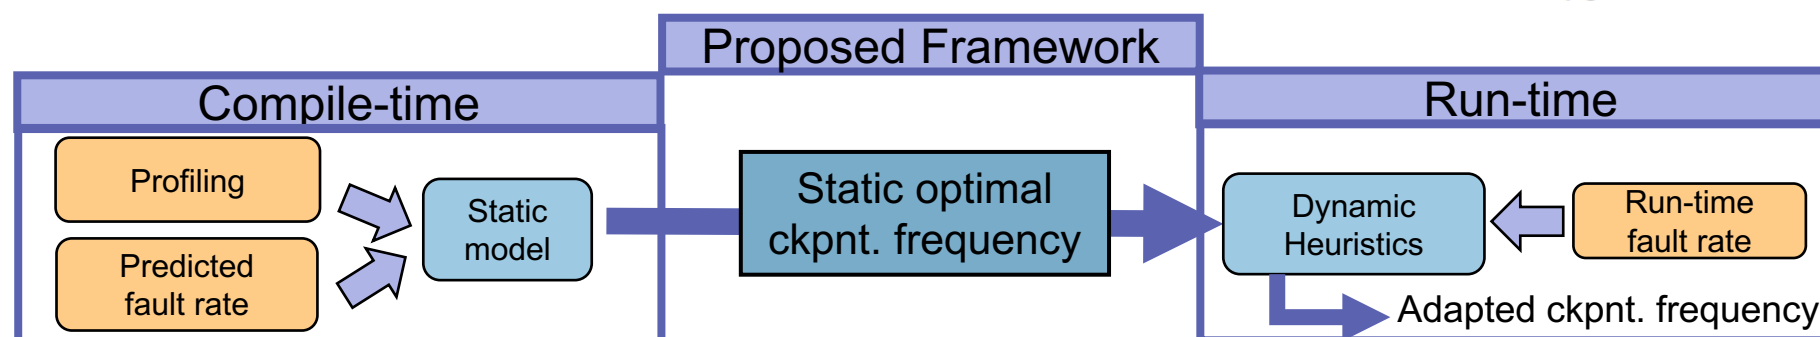 Proposed Framework
Compile-time
Run-time
Profiling
Predicted
fault rate
Static
model
Static optimal
ckpnt. frequency
Dynamic
Heuristics
Run-time
fault rate
Adapted ckpnt. frequency